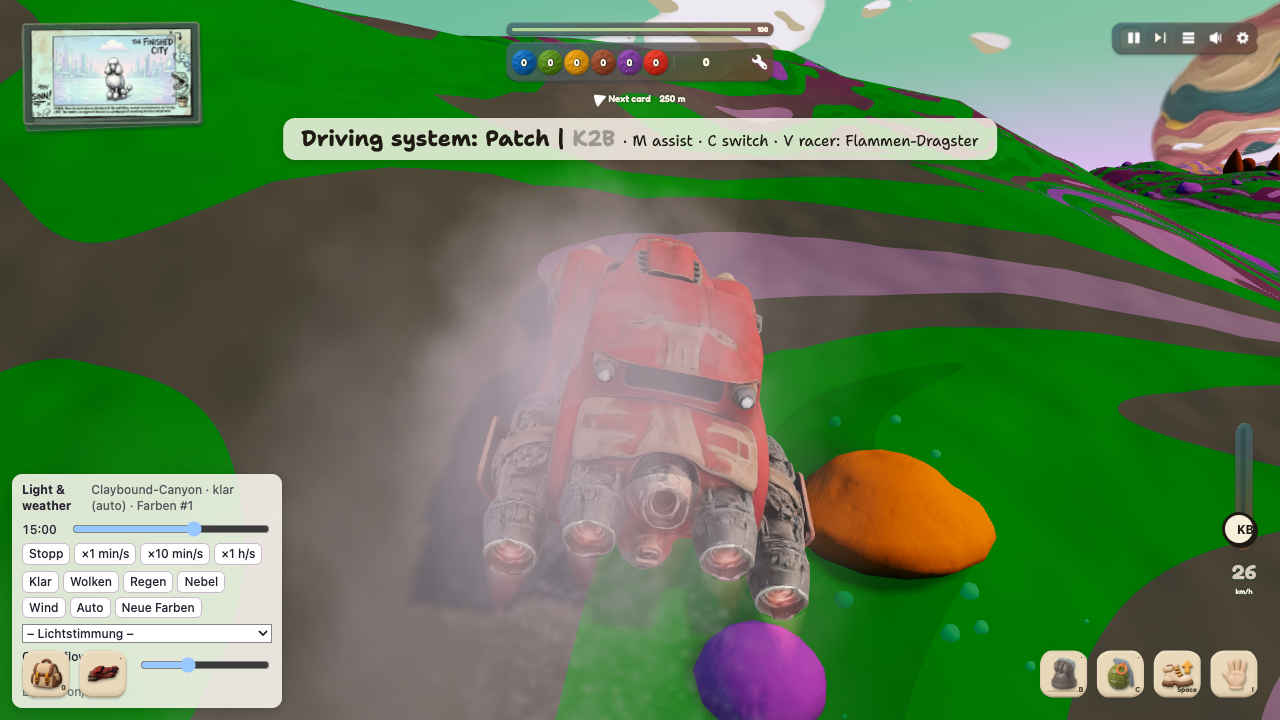 THE FINISHED
CITY
100
0 0 0 0 0 0 0
Next card 250 m
Driving system: Patch | K2B · M assist · C switch · V racer: Flammen-Dragster
Light & weather
Claybound-Canyon · klar (auto) · Farben #1
15:00
Stopp ×1 min/s ×10 min/s ×1 h/s
Klar Wolken Regen Nebel
Wind Auto Neue Farben
– Lichtstimmung –
0
KB
26
km/h
B C Space I